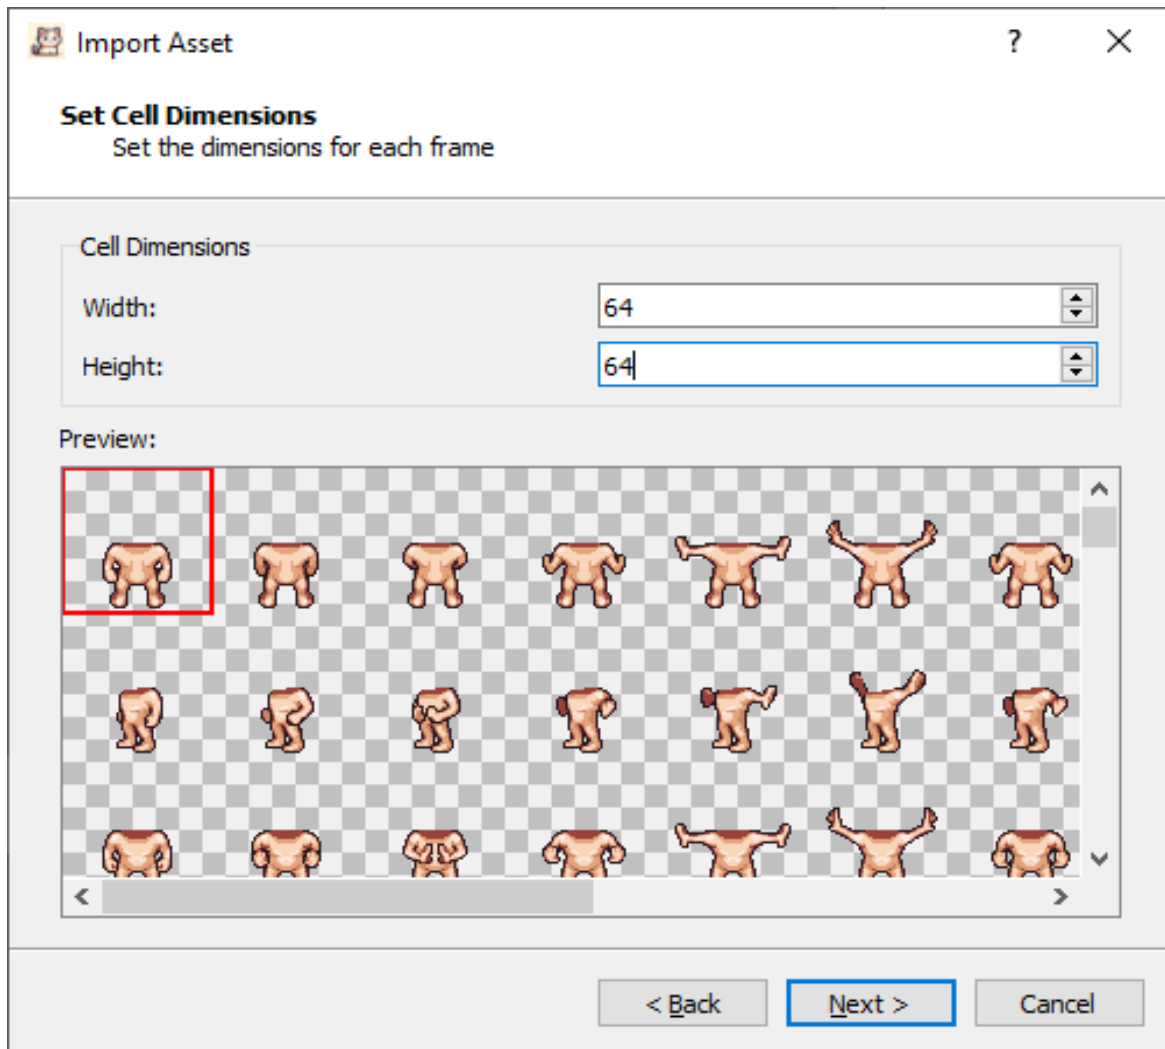 Import Asset
?
Set Cell Dimensions
Set the dimensions for each frame
Cell Dimensions
Width:
64
Height:
64
Preview:
< Back
Next >
Cancel